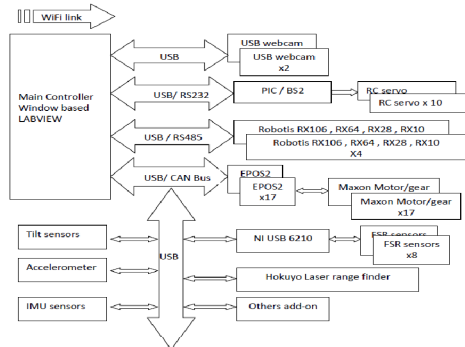 WiFi link
Main Controller
Window based
LABVIEW
USB
USB webcam
USB webcam
x2
USB/ RS232
PIC / BS2
RC servo
RC servo x 10
USB / RS485
Robotis RX106 , RX64 , RX28 , RX10
Robotis RX106 , RX64 , RX28 , RX10
X4
USB/ CAN Bus
EPOS2
EPOS2
x17
Maxon Motor/gear
Maxon Motor/gear
x17
USB
Tilt sensors
Accelerometer
IMU sensors
NI USB 6210
FSR sensors
FSR sensors
x8
Hokuyo Laser range finder
Others add-on